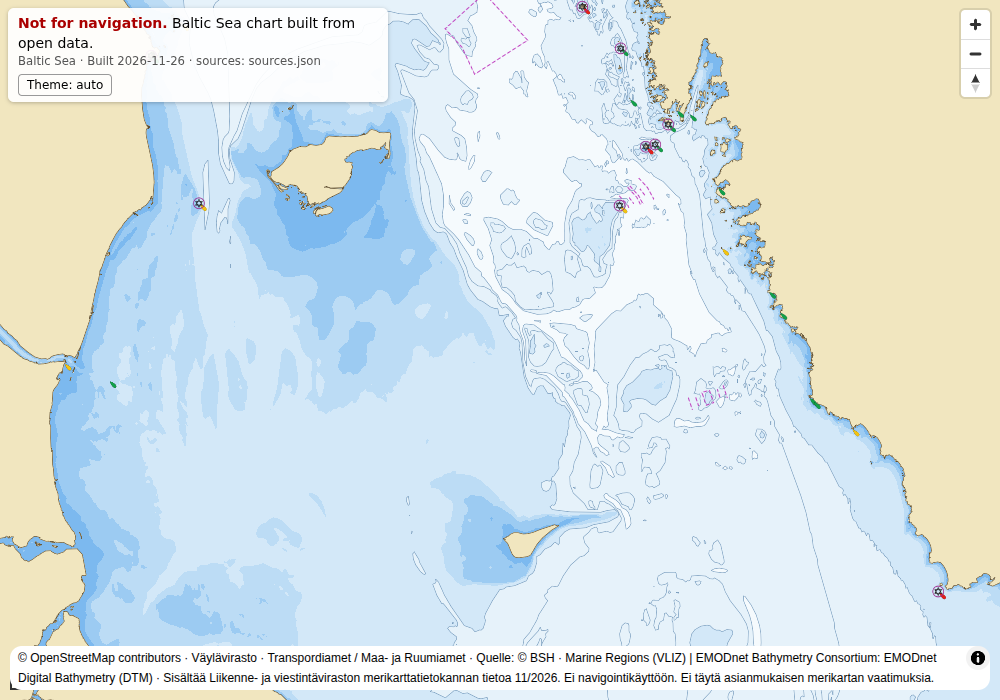 Not for navigation. Baltic Sea chart built from
open data.
Baltic Sea · Built 2026-11-26 · sources: sources.json
Theme: auto
© OpenStreetMap contributors · Väylävirasto · Transpordiamet / Maa- ja Ruumiamet · Quelle: © BSH · Marine Regions (VLIZ) | EMODnet Bathymetry Consortium: EMODnet
Digital Bathymetry (DTM) · Sisältää Liikenne- ja viestintäviraston merikarttatietokannan tietoa 11/2026. Ei navigointikäyttöön. Ei täytä asianmukaisen merikartan vaatimuksia.